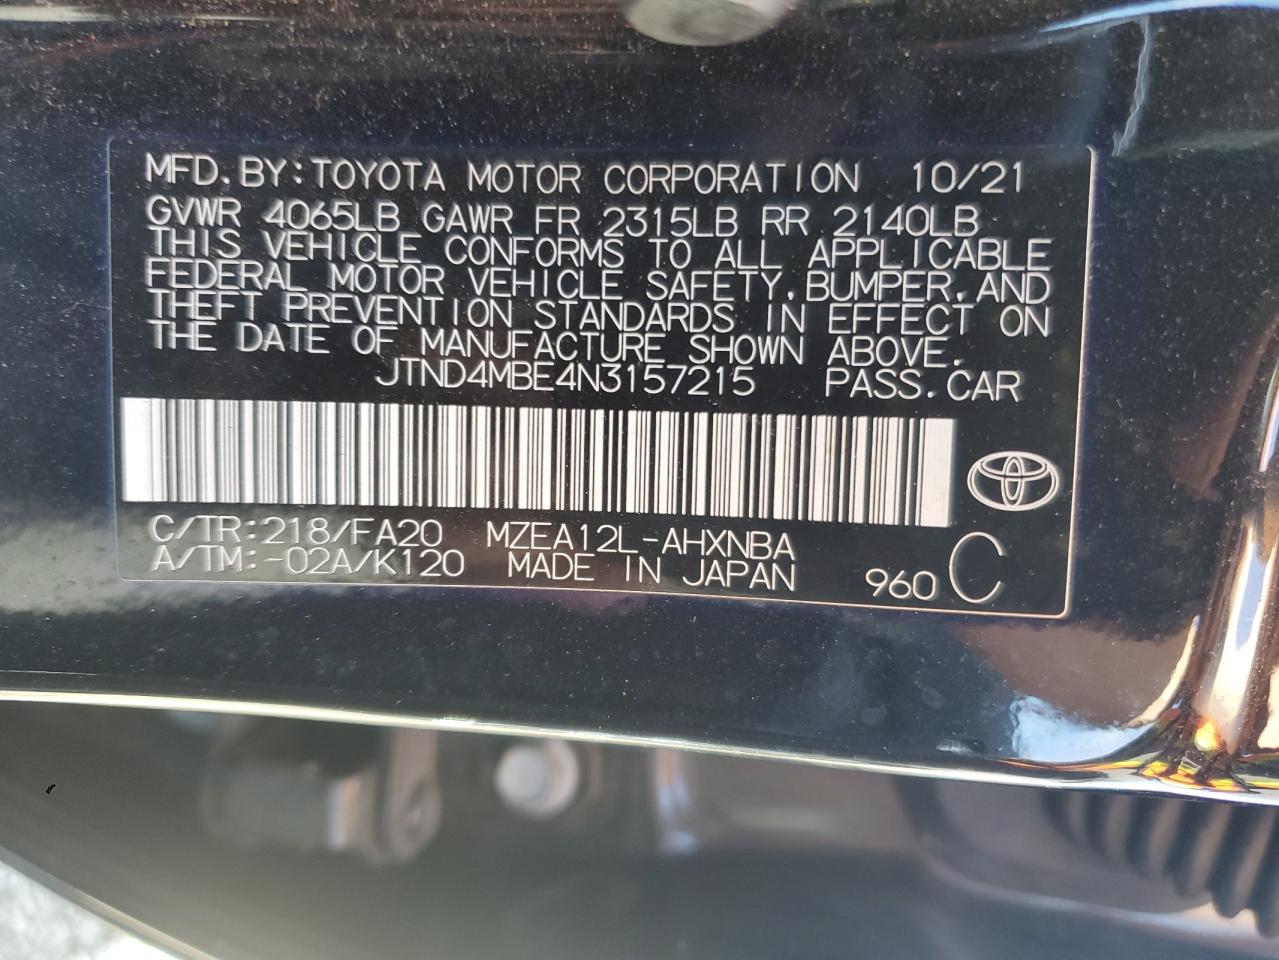 MFD. BY: TOYOTA MOTOR CORPORATION 10/21
GVWR 4065LB GAWR FR 2315LB RR 2140LB
THIS VEHICLE CONFORMS TO ALL APPLICABLE
FEDERAL MOTOR VEHICLE SAFETY, BUMPER, AND
THEFT PREVENTION STANDARDS IN EFFECT ON
THE DATE OF MANUFACTURE SHOWN ABOVE.
JTND4MBE4N3157215 PASS. CAR
C/TR: 218/FA20 MZEA12L-AHXNBA
A/TM: -02A/K120 MADE IN JAPAN 960 C